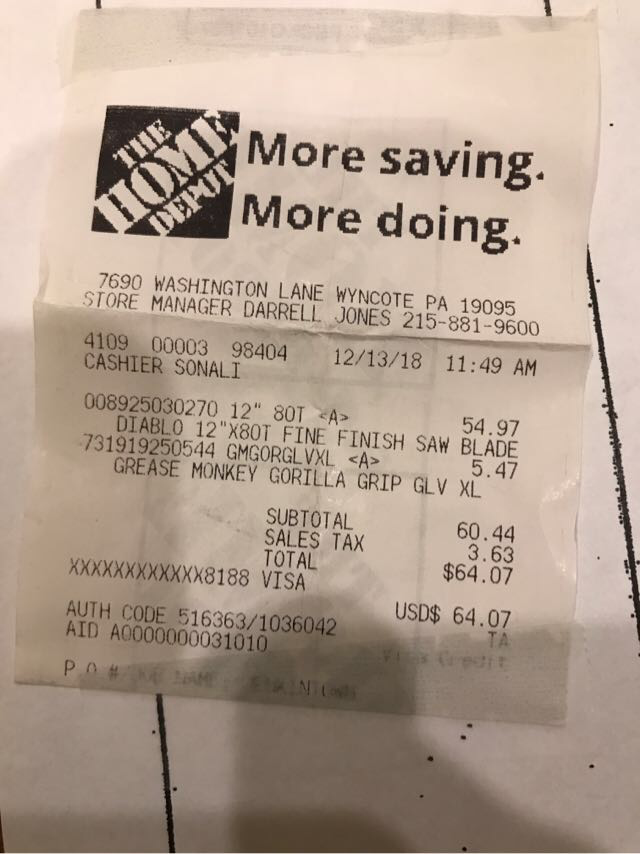 THE
HOME
DEPOT
More saving.
More doing.
7690 WASHINGTON LANE WYNCOTE PA 19095
STORE MANAGER DARRELL JONES 215-881-9600
4109 00003 98404 12/13/18 11:49 AM
CASHIER SONALI
008925030270 12" 80T <A> 54.97
DIABLO 12"X80T FINE FINISH SAW BLADE
731919250544 GMGORGLVXL <A> 5.47
GREASE MONKEY GORILLA GRIP GLV XL
SUBTOTAL 60.44
SALES TAX 3.63
TOTAL $64.07
XXXXXXXXXXXX8188 VISA
USD$ 64.07
AUTH CODE 516363/1036042 TA
AID A0000000031010 Credit
P.O.#